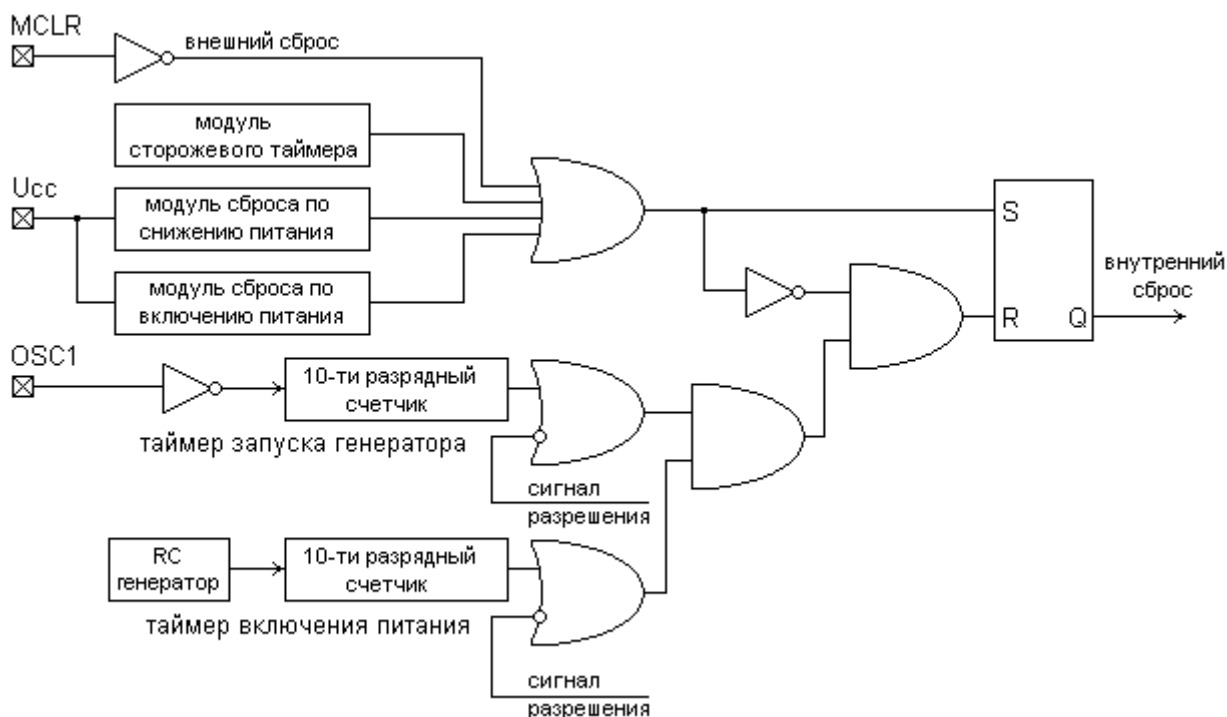 MCLR
внешний сброс
модуль
сторожевого таймера
Ucc
модуль сброса по
снижению питания
модуль сброса по
включению питания
S
R
Q
внутренний
сброс
OSC1
10-ти разрядный
счетчик
таймер запуска генератора
сигнал
разрешения
RC
генератор
10-ти разрядный
счетчик
таймер включения питания
сигнал
разрешения